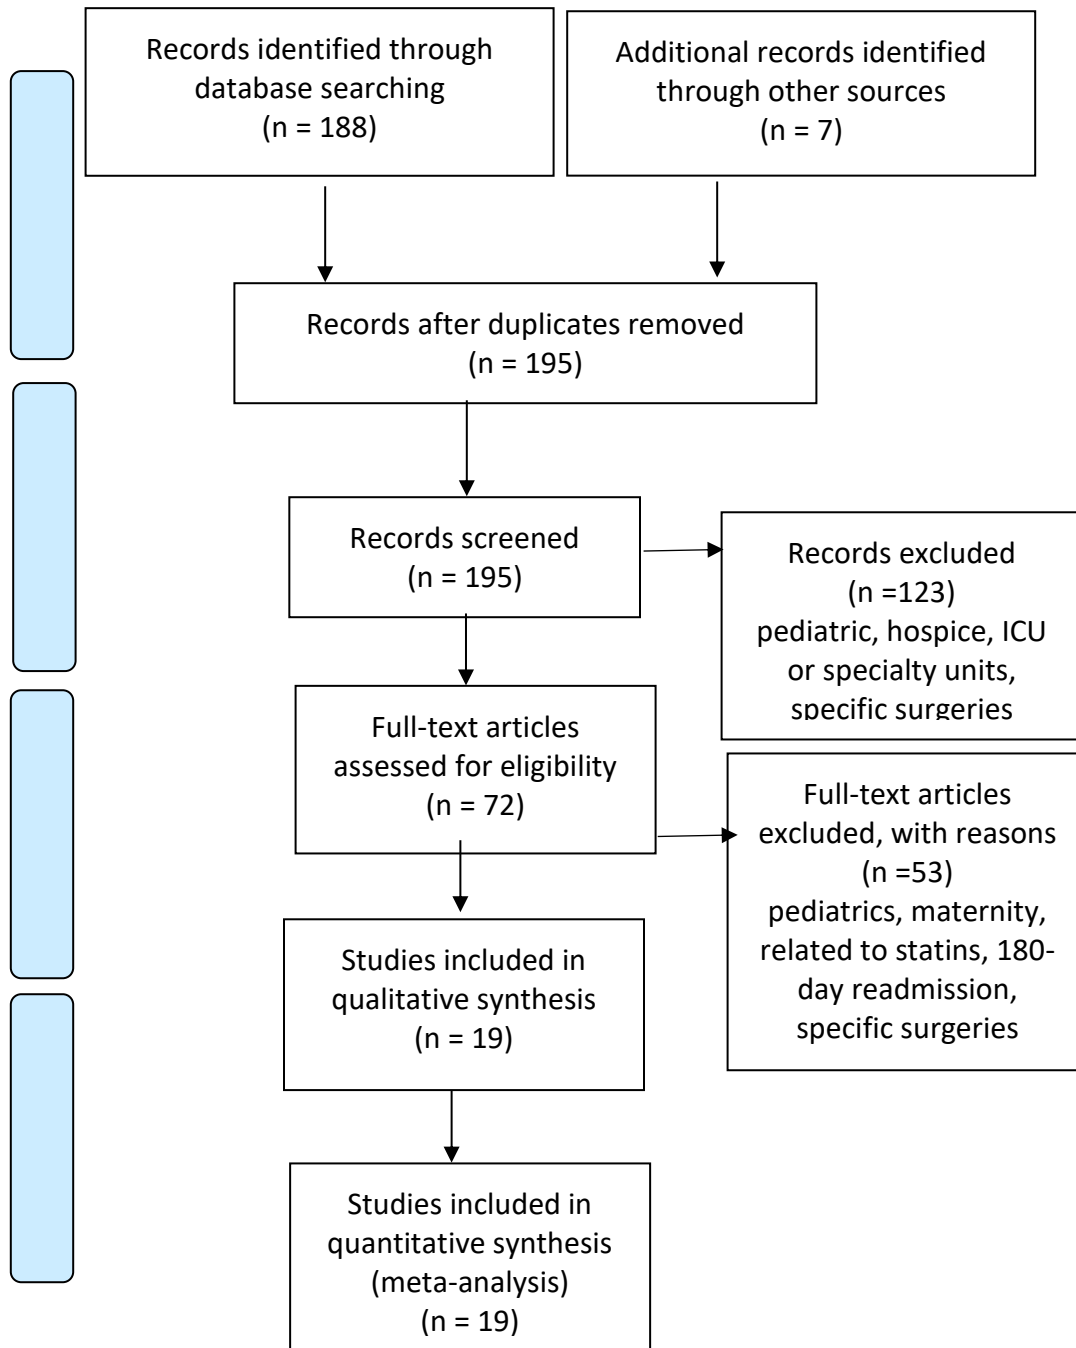 Records identified through
database searching
(n = 188)
Additional records identified
through other sources
(n = 7)
Records after duplicates removed
(n = 195)
Records screened
(n = 195)
Records excluded
(n =123)
pediatric, hospice, ICU
or specialty units,
specific surgeries
Full-text articles
assessed for eligibility
(n = 72)
Full-text articles
excluded, with reasons
(n =53)
pediatrics, maternity,
related to statins, 180-
day readmission,
specific surgeries
Studies included in
qualitative synthesis
(n = 19)
Studies included in
quantitative synthesis
(meta-analysis)
(n = 19)